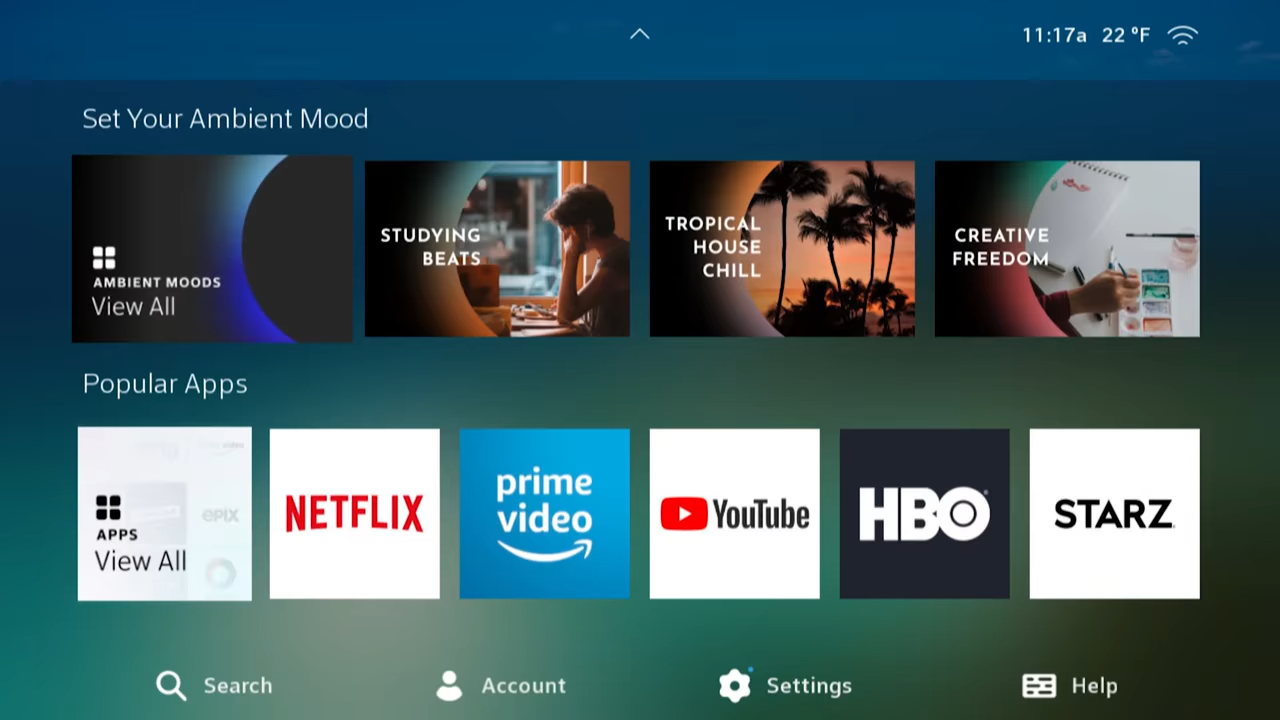 11:17a 22 °F
Set Your Ambient Mood
AMBIENT MOODS
View All
STUDYING
BEATS
TROPICAL
HOUSE
CHILL
CREATIVE
FREEDOM
Popular Apps
epix
APPS
View All
NETFLIX
prime
video
YouTube
HBO
STARZ
Search
Account
Settings
Help